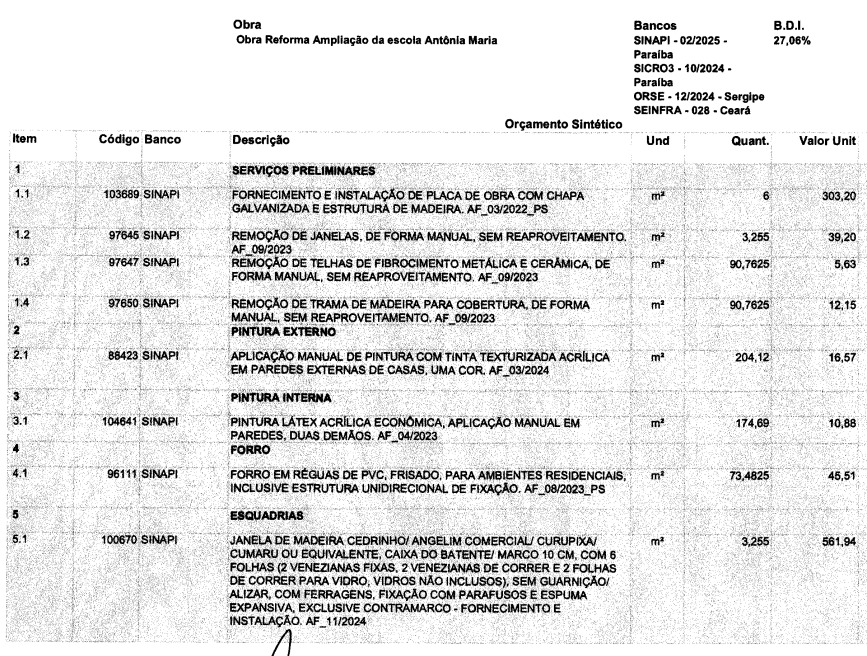 Obra
Obra Reforma Ampliação da escola Antônia Maria
Bancos
SINAPI - 02/2025 -
Paraíba
SICRO3 - 10/2024 -
Paraíba
ORSE - 12/2024 - Sergipe
SEINFRA - 028 - Ceará
B.D.I.
27,06%
Orçamento Sintético
Item Código Banco Descrição Und Quant. Valor Unit
1 SERVIÇOS PRELIMINARES
1.1 103689 SINAPI FORNECIMENTO E INSTALAÇÃO DE PLACA DE OBRA COM CHAPA m² 6 303,20
GALVANIZADA E ESTRUTURA DE MADEIRA. AF_03/2022_PS
1.2 97645 SINAPI REMOÇÃO DE JANELAS, DE FORMA MANUAL, SEM REAPROVEITAMENTO. m² 3,255 39,20
AF_09/2023
1.3 97647 SINAPI REMOÇÃO DE TELHAS DE FIBROCIMENTO METÁLICA E CERÂMICA, DE m² 90,7625 5,63
FORMA MANUAL, SEM REAPROVEITAMENTO. AF_09/2023
1.4 97650 SINAPI REMOÇÃO DE TRAMA DE MADEIRA PARA COBERTURA, DE FORMA m² 90,7625 12,15
MANUAL, SEM REAPROVEITAMENTO. AF_09/2023
2 PINTURA EXTERNO
2.1 88423 SINAPI APLICAÇÃO MANUAL DE PINTURA COM TINTA TEXTURIZADA ACRÍLICA m² 204,12 16,57
EM PAREDES EXTERNAS DE CASAS, UMA COR. AF_03/2024
3 PINTURA INTERNA
3.1 104641 SINAPI PINTURA LÁTEX ACRÍLICA ECONÔMICA, APLICAÇÃO MANUAL EM m² 174,69 10,88
PAREDES, DUAS DEMÃOS. AF_04/2023
4 FORRO
4.1 96111 SINAPI FORRO EM RÉGUAS DE PVC, FRISADO, PARA AMBIENTES RESIDENCIAIS, m² 73,4825 45,51
INCLUSIVE ESTRUTURA UNIDIRECIONAL DE FIXAÇÃO. AF_08/2023_PS
5 ESQUADRIAS
5.1 100670 SINAPI JANELA DE MADEIRA CEDRINHO/ ANGELIM COMERCIAL/ CURUPIXA/ m² 3,255 561,94
CUMARU OU EQUIVALENTE, CAIXA DO BATENTE/ MARCO 10 CM, COM 6
FOLHAS (2 VENEZIANAS FIXAS, 2 VENEZIANAS DE CORRER E 2 FOLHAS
DE CORRER PARA VIDRO, VIDROS NÃO INCLUSOS), SEM GUARNIÇÃO/
ALIZAR, COM FERRAGENS, FIXAÇÃO COM PARAFUSOS E ESPUMA
EXPANSIVA, EXCLUSIVE CONTRAMARCO - FORNECIMENTO E
INSTALAÇÃO. AF_11/2024